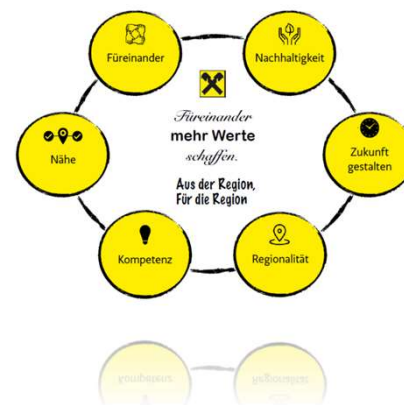 Füreinander
Nachhaltigkeit
Füreinander
mehr Werte
schaffen.
Nähe
Zukunft
gestalten
Aus der Region,
Für die Region
Kompetenz
Regionalität